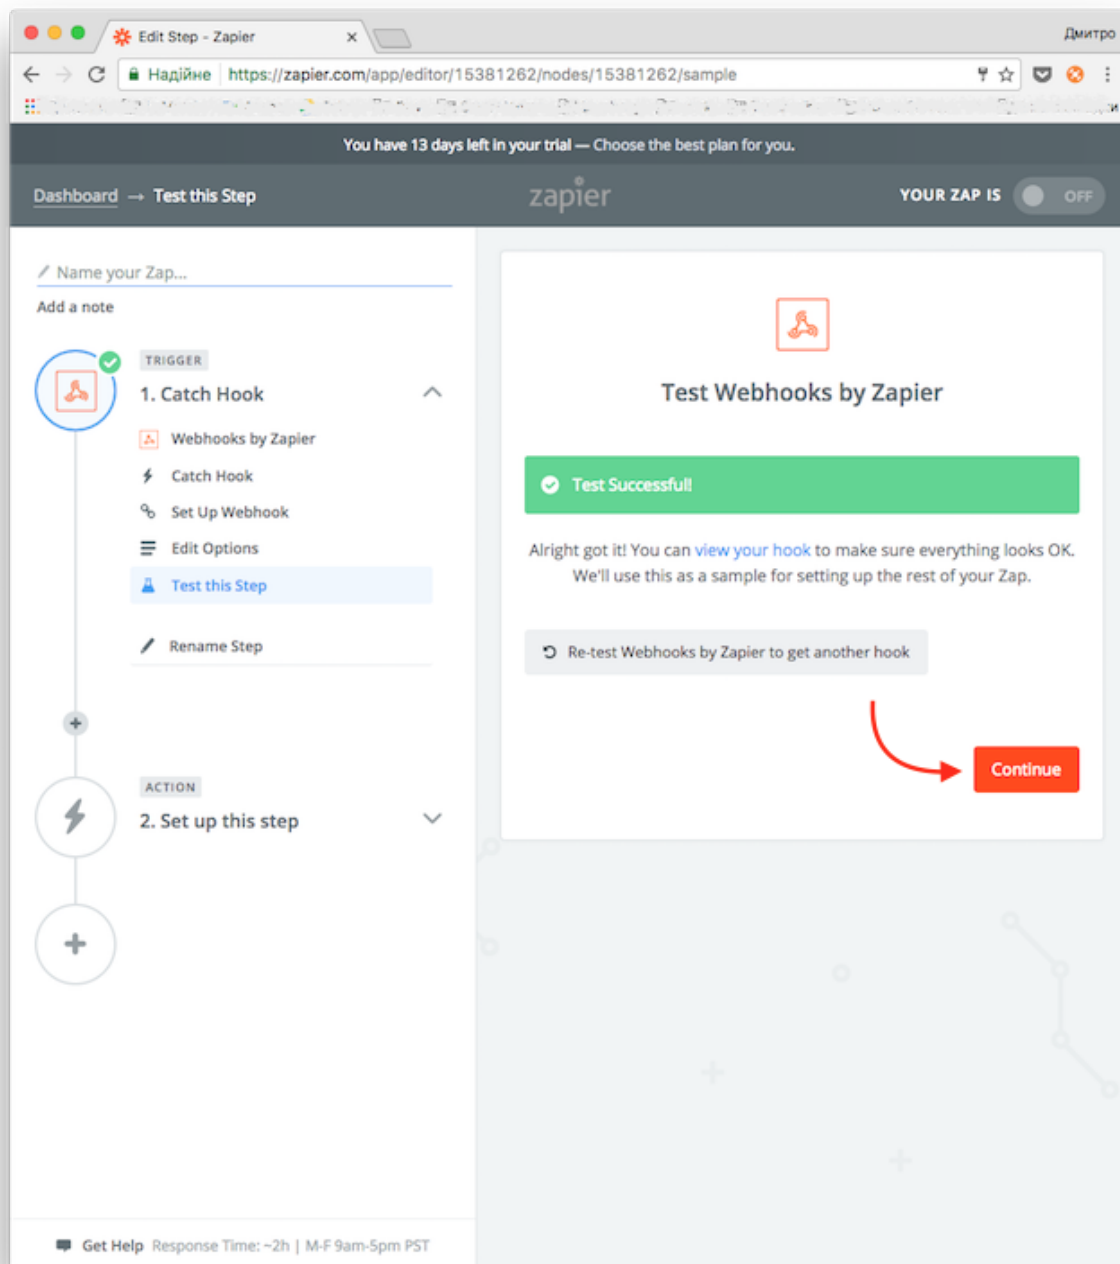 Edit Step - Zapier
Дмитро
Надійне https://zapier.com/app/editor/15381262/nodes/15381262/sample
You have 13 days left in your trial — Choose the best plan for you.
Dashboard → Test this Step
zapier
YOUR ZAP IS OFF
Name your Zap...
Add a note
TRIGGER
1. Catch Hook
Webhooks by Zapier
Catch Hook
Set Up Webhook
Edit Options
Test this Step
Rename Step
ACTION
2. Set up this step
Get Help Response Time: ~2h | M-F 9am-5pm PST
Test Webhooks by Zapier
Test Successful!
Alright got it! You can view your hook to make sure everything looks OK.
We'll use this as a sample for setting up the rest of your Zap.
Re-test Webhooks by Zapier to get another hook
Continue